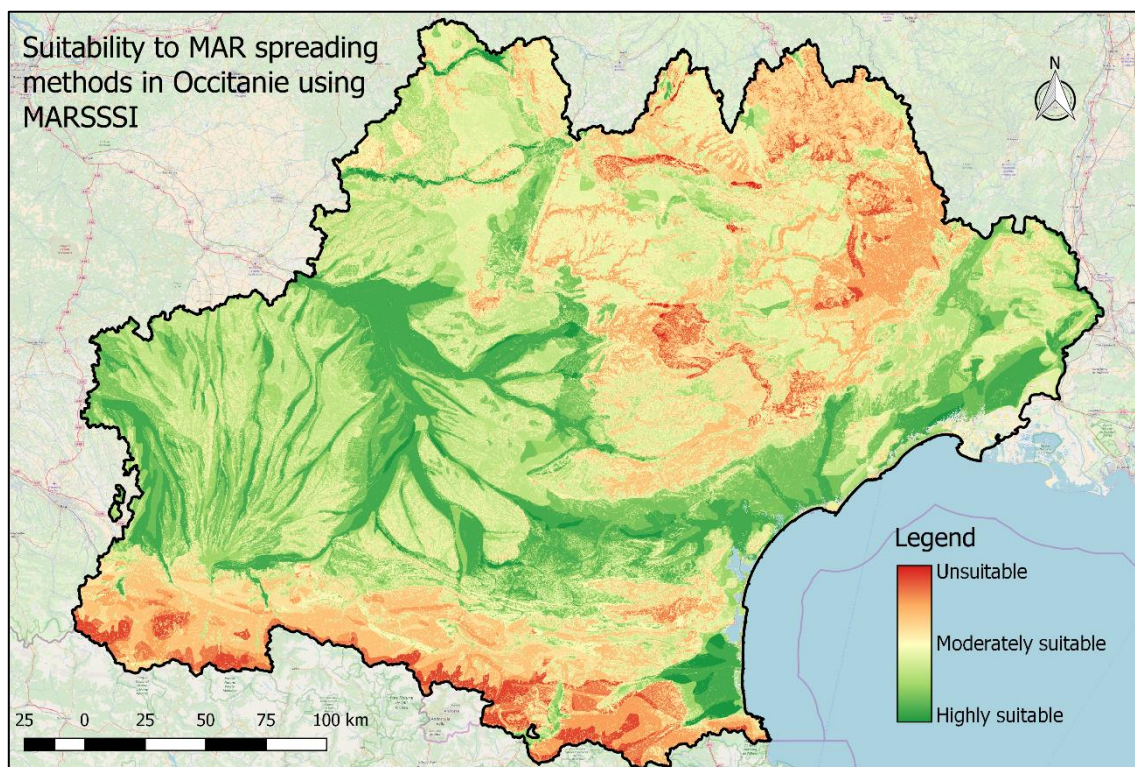 Suitability to MAR spreading
methods in Occitanie using
MARSSSI
N
Legend
Unsuitable
Moderately suitable
Highly suitable
25 0 25 50 75 100 km